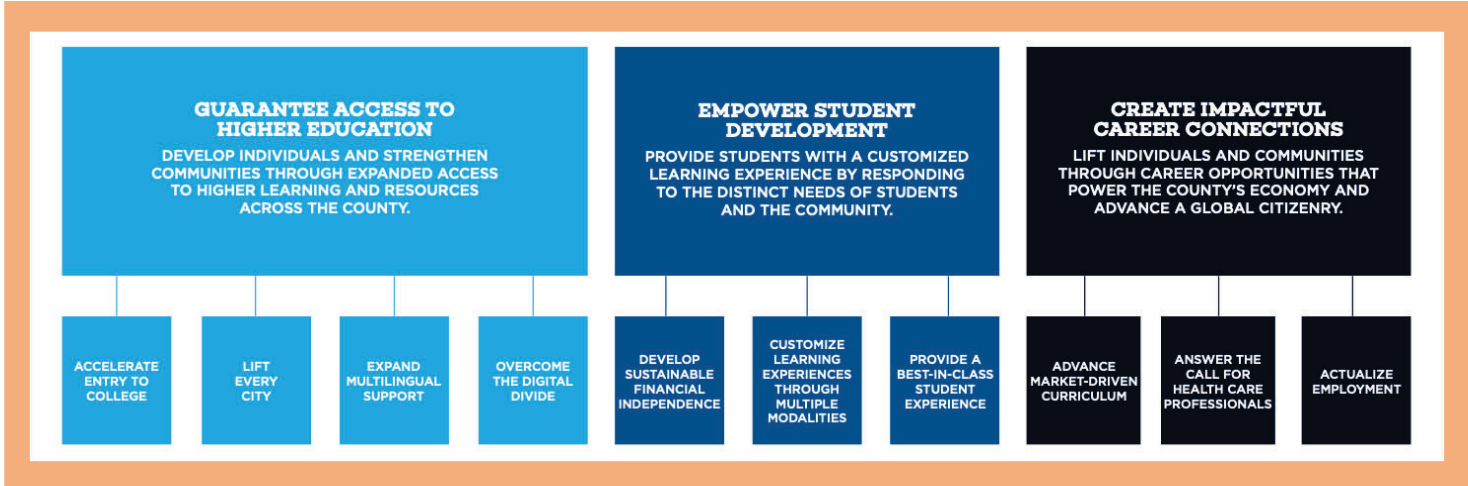 GUARANTEE ACCESS TO
HIGHER EDUCATION
DEVELOP INDIVIDUALS AND STRENGTHEN
COMMUNITIES THROUGH EXPANDED ACCESS
TO HIGHER LEARNING AND RESOURCES
ACROSS THE COUNTY.
ACCELERATE
ENTRY TO
COLLEGE
LIFT
EVERY
CITY
EXPAND
MULTILINGUAL
SUPPORT
OVERCOME
THE DIGITAL
DIVIDE
EMPOWER STUDENT
DEVELOPMENT
PROVIDE STUDENTS WITH A CUSTOMIZED
LEARNING EXPERIENCE BY RESPONDING
TO THE DISTINCT NEEDS OF STUDENTS
AND THE COMMUNITY.
DEVELOP
SUSTAINABLE
FINANCIAL
INDEPENDENCE
CUSTOMIZE
LEARNING
EXPERIENCES
THROUGH
MULTIPLE
MODALITIES
PROVIDE A
BEST-IN-CLASS
STUDENT
EXPERIENCE
CREATE IMPACTFUL
CAREER CONNECTIONS
LIFT INDIVIDUALS AND COMMUNITIES
THROUGH CAREER OPPORTUNITIES THAT
POWER THE COUNTY'S ECONOMY AND
ADVANCE A GLOBAL CITIZENRY.
ADVANCE
MARKET-DRIVEN
CURRICULUM
ANSWER THE
CALL FOR
HEALTH CARE
PROFESSIONALS
ACTUALIZE
EMPLOYMENT